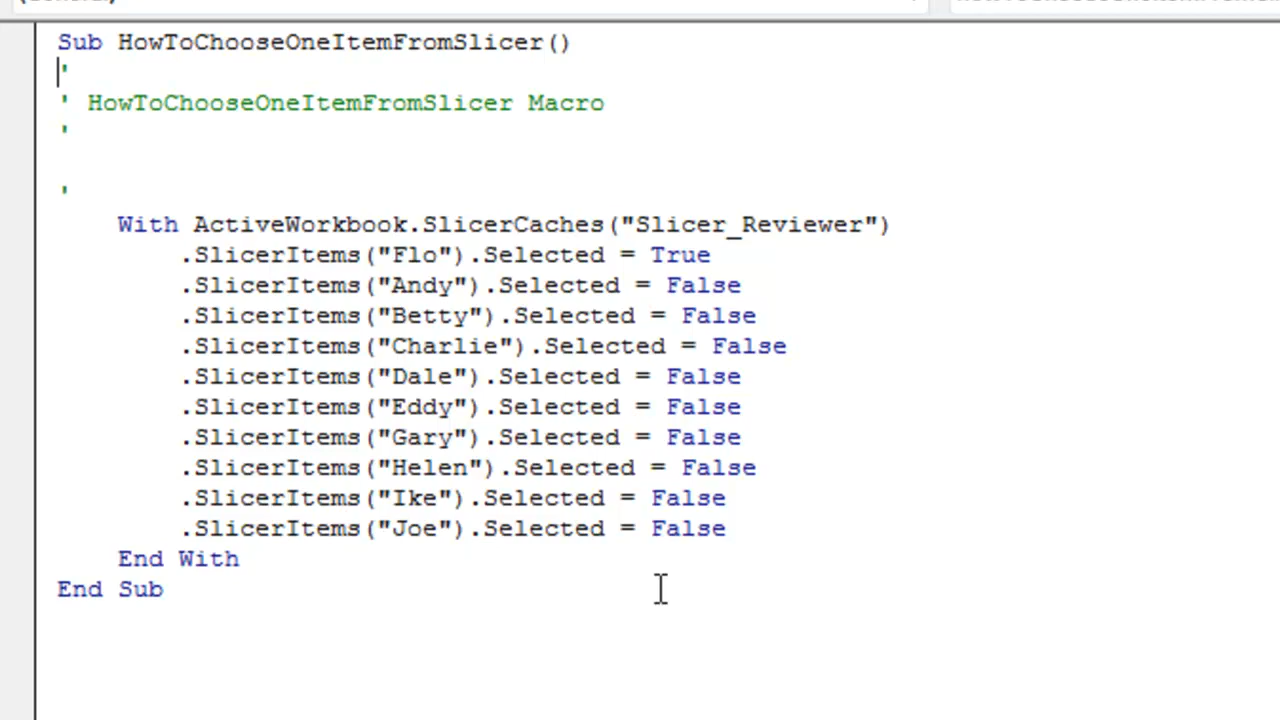 Sub HowToChooseOneItemFromSlicer()
'
' HowToChooseOneItemFromSlicer Macro
'
'
With ActiveWorkbook.SlicerCaches("Slicer_Reviewer")
.SlicerItems("Flo").Selected = True
.SlicerItems("Andy").Selected = False
.SlicerItems("Betty").Selected = False
.SlicerItems("Charlie").Selected = False
.SlicerItems("Dale").Selected = False
.SlicerItems("Eddy").Selected = False
.SlicerItems("Gary").Selected = False
.SlicerItems("Helen").Selected = False
.SlicerItems("Ike").Selected = False
.SlicerItems("Joe").Selected = False
End With
End Sub